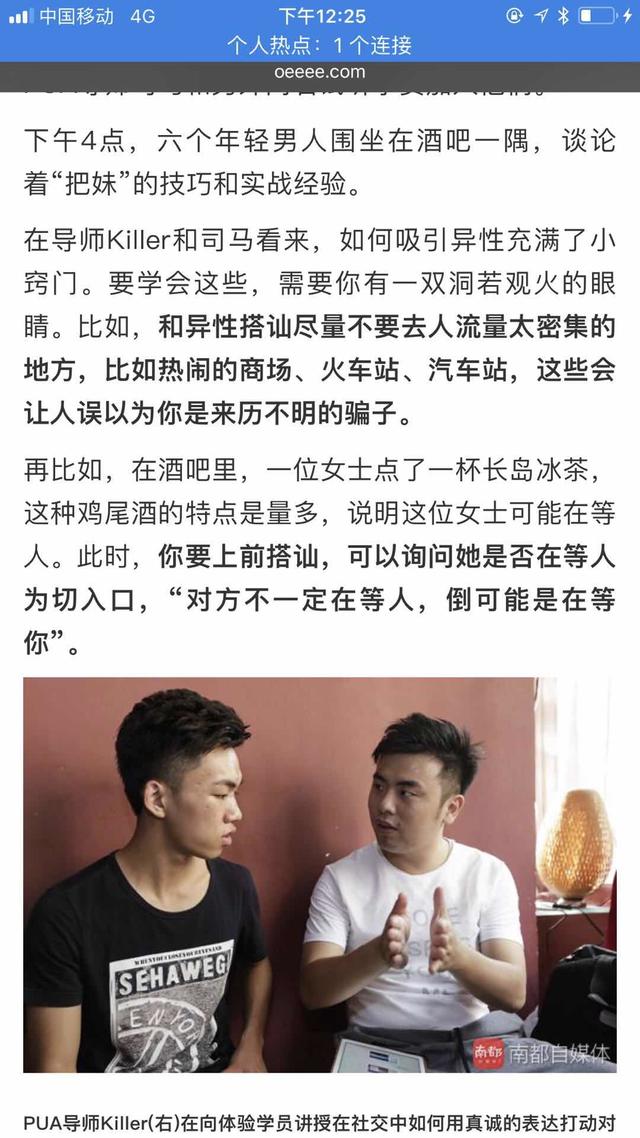 中国移动 4G 下午12:25
个人热点：1 个连接
oeeee.com
下午4点，六个年轻男人围坐在酒吧一隅，谈论
着“把妹”的技巧和实战经验。
在导师Killer和司马看来，如何吸引异性充满了小
窍门。要学会这些，需要你有一双洞若观火的眼
睛。比如，和异性搭讪尽量不要去人流量太密集的
地方，比如热闹的商场、火车站、汽车站，这些会
让人误以为你是来历不明的骗子。
再比如，在酒吧里，一位女士点了一杯长岛冰茶，
这种鸡尾酒的特点是量多，说明这位女士可能在等
人。此时，你要上前搭讪，可以询问她是否在等人
为切入口，“对方不一定在等人，倒可能是在等
你”。
WHEN YOU CLOSE YOUR EYES AND
SEHAWEG
ENJOY
南都 南都自媒体
PUA导师Killer(右)在向体验学员讲授在社交中如何用真诚的表达打动对